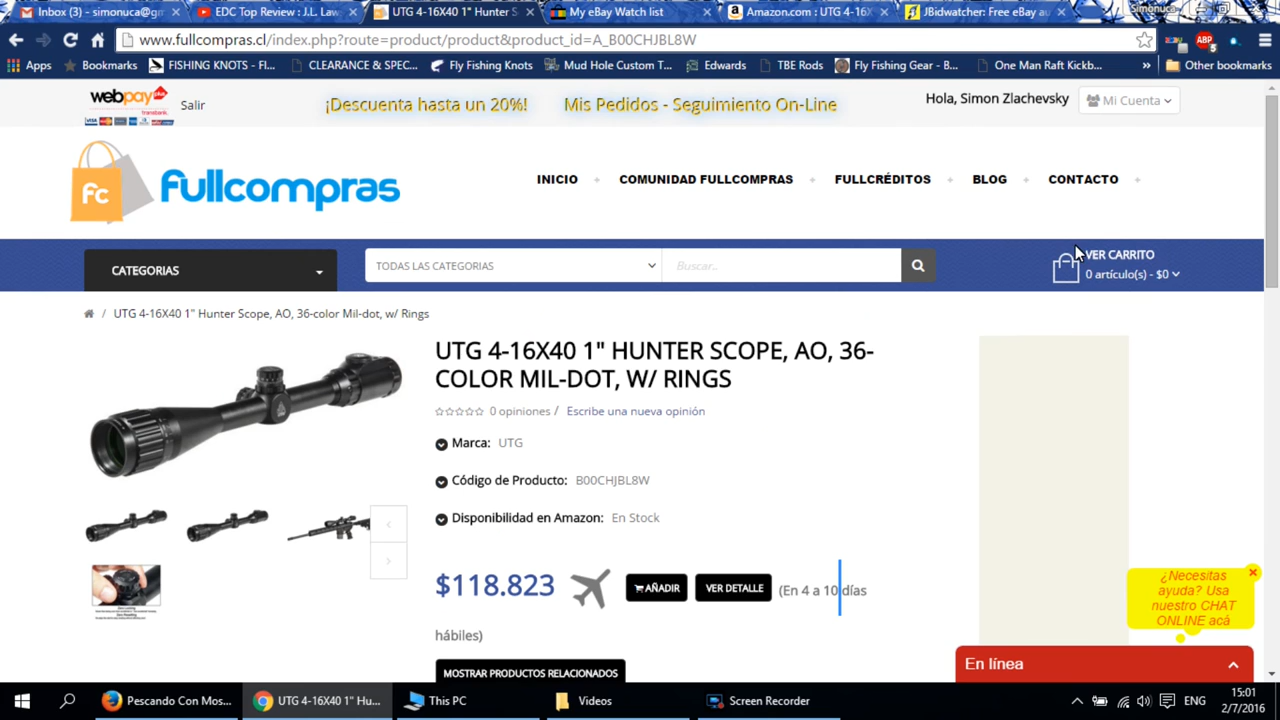 Simonuca
Inbox (3) - simonuca@gm
EDC Top Review : J.L. Law
UTG 4-16X40 1" Hunter S
My eBay Watch list
Amazon.com : UTG 4-16
JBidwatcher: Free eBay au
www.fullcompras.cl/index.php?route=product/product&product_id=A_B00CHJBL8W
ABP
5
Apps
Bookmarks
FISHING KNOTS - Fl...
CLEARANCE & SPEC...
Fly Fishing Knots
Mud Hole Custom T...
Edwards
TBE Rods
Fly Fishing Gear - B...
One Man Raft Kickb...
»
Other bookmarks
webpay plus
transbank.
Salir
¡Descuenta hasta un 20%!
Mis Pedidos - Seguimiento On-Line
Hola, Simon Zlachevsky
Mi Cuenta
FC
fullcompras
INICIO
COMUNIDAD FULLCOMPRAS
FULLCRÉDITOS
BLOG
CONTACTO
CATEGORIAS
TODAS LAS CATEGORIAS
Buscar..
VER CARRITO
0 artículo(s) - $0
/ UTG 4-16X40 1" Hunter Scope, AO, 36-color Mil-dot, w/ Rings
UTG 4-16X40 1" HUNTER SCOPE, AO, 36-
COLOR MIL-DOT, W/ RINGS
0 opiniones / Escribe una nueva opinión
Marca: UTG
Código de Producto: B00CHJBL8W
Disponibilidad en Amazon: En Stock
$118.823
AÑADIR
VER DETALLE
(En 4 a 10 días
hábiles)
MOSTRAR PRODUCTOS RELACIONADOS
¿Necesitas
ayuda? Usa
nuestro CHAT
ONLINE acá
En línea
Pescando Con Mos...
UTG 4-16X40 1" Hu...
This PC
Videos
Screen Recorder
ENG
15:01
2/7/2016